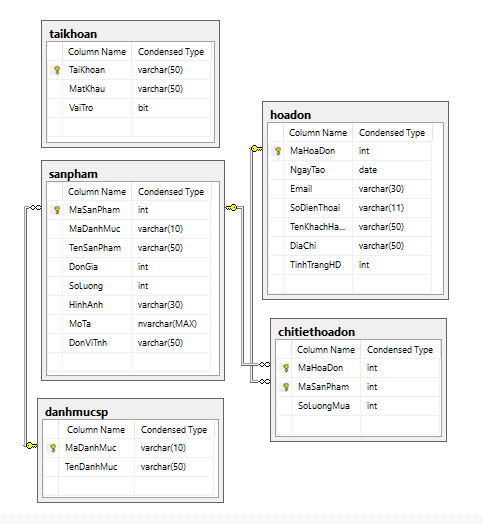 taikhoan
Column Name Condensed Type
TaiKhoan varchar(50)
MatKhau varchar(50)
VaiTro bit
sanpham
Column Name Condensed Type
MaSanPham int
MaDanhMuc varchar(10)
TenSanPham varchar(50)
DonGia int
SoLuong int
HinhAnh varchar(30)
MoTa nvarchar(MAX)
DonViTnh varchar(50)
danhmucsp
Column Name Condensed Type
MaDanhMuc varchar(10)
TenDanhMuc varchar(50)
hoadon
Column Name Condensed Type
MaHoaDon int
NgayTao date
Email varchar(30)
SoDienThoai varchar(11)
TenKhachHa... varchar(50)
DiaChi varchar(50)
TinhTrangHD int
chitiethoadon
Column Name Condensed Type
MaHoaDon int
MaSanPham int
SoLuongMua int